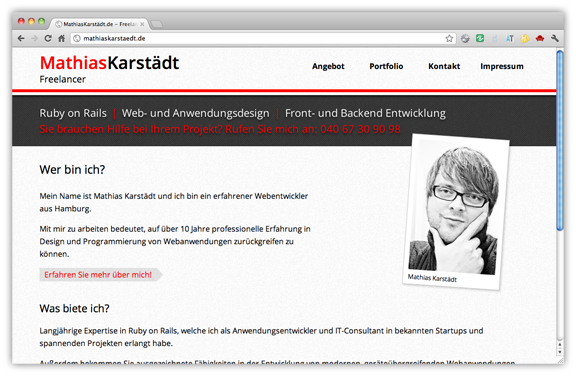 MathiasKarstädt.de – Freelan
mathiaskarstaedt.de
MathiasKarstädt
Freelancer
Angebot Portfolio Kontakt Impressum
Ruby on Rails | Web- und Anwendungsdesign | Front- und Backend Entwicklung
Sie brauchen Hilfe bei Ihrem Projekt? Rufen Sie mich an: 040 67 30 90 98
Wer bin ich?
Mein Name ist Mathias Karstädt und ich bin ein erfahrener Webentwickler
aus Hamburg.
Mit mir zu arbeiten bedeutet, auf über 10 Jahre professionelle Erfahrung in
Design und Programmierung von Webanwendungen zurückgreifen zu
können.
Mathias Karstädt
Erfahren Sie mehr über mich!
Was biete ich?
Langjährige Expertise in Ruby on Rails, welche ich als Anwendungsentwickler und IT-Consultant in bekannten Startups und
spannenden Projekten erlangt habe.
Außerdem bekommen Sie ausgezeichnete Fähigkeiten in der Entwicklung von modernen, geräteübergreifenden Webanwendungen